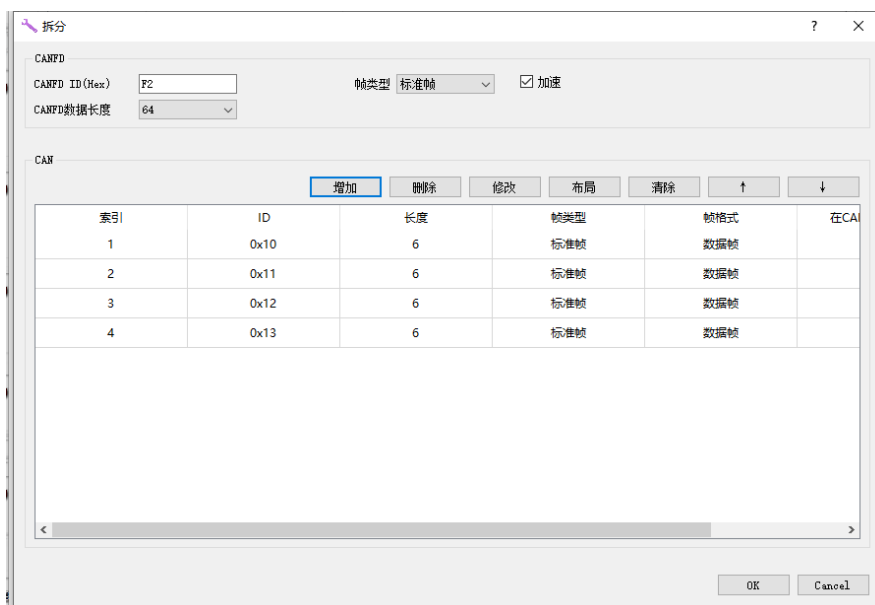 拆分
CANFD
CANFD ID(Hex) F2 帧类型 标准帧 加速
CANFD数据长度 64
CAN
增加 删除 修改 布局 清除 ↑ ↓
索引 ID 长度 帧类型 帧格式 在CA
1 0x10 6 标准帧 数据帧
2 0x11 6 标准帧 数据帧
3 0x12 6 标准帧 数据帧
4 0x13 6 标准帧 数据帧
OK Cancel